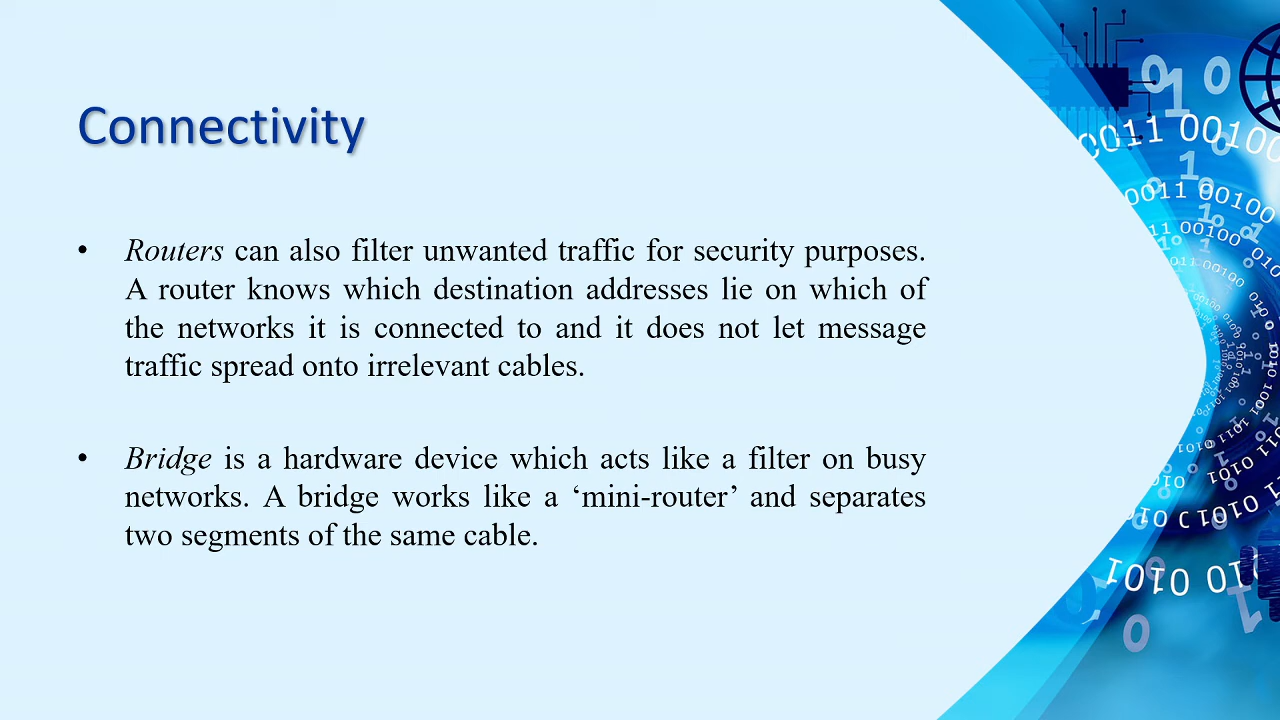 Connectivity
• Routers can also filter unwanted traffic for security purposes.
A router knows which destination addresses lie on which of
the networks it is connected to and it does not let message
traffic spread onto irrelevant cables.
• Bridge is a hardware device which acts like a filter on busy
networks. A bridge works like a ‘mini-router’ and separates
two segments of the same cable.